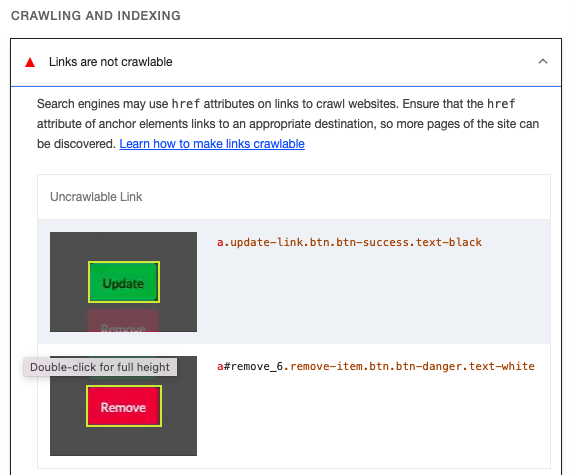 CRAWLING AND INDEXING
Links are not crawlable
Search engines may use href attributes on links to crawl websites. Ensure that the href
attribute of anchor elements links to an appropriate destination, so more pages of the site can
be discovered. Learn how to make links crawlable
Uncrawlable Link
a.update-link.btn.btn-success.text-black
Update
Remove
Double-click for full height
a#remove_6.remove-item.btn.btn-danger.text-white
Remove